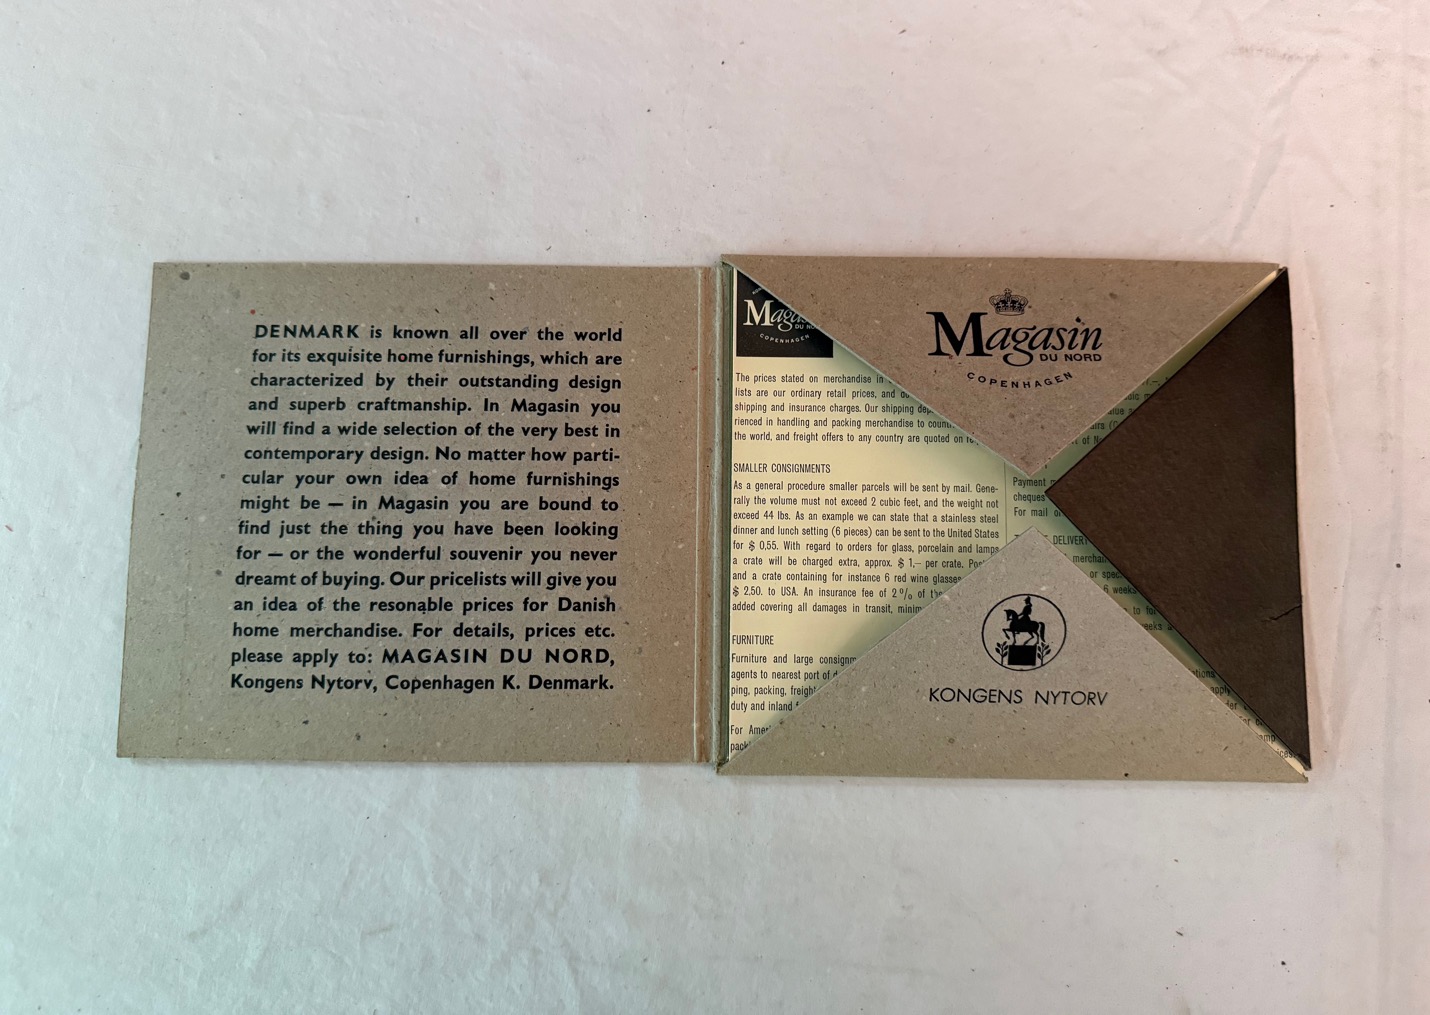 DENMARK is known all over the world
for its exquisite home furnishings, which are
characterized by their outstanding design
and superb craftmanship. In Magasin you
will find a wide selection of the very best in
contemporary design. No matter how parti-
cular your own idea of home furnishings
might be — in Magasin you are bound to
find just the thing you have been looking
for — or the wonderful souvenir you never
dreamt of buying. Our pricelists will give you
an idea of the resonable prices for Danish
home merchandise. For details, prices etc.
please apply to: MAGASIN DU NORD,
Kongens Nytorv, Copenhagen K. Denmark.
Magasin
DU NORD
COPENHAGEN
KONGENS NYTORV
COPENHAGEN
The prices stated on merchandise in
lists are our ordinary retail prices, and
shipping and insurance charges. Our shipping
rienced in handling and packing merchandise to
the world, and freight offers to any country are quoted on
SMALLER CONSIGNMENTS
As a general procedure smaller parcels will be sent by mail. Gene-
rally the volume must not exceed 2 cubic feet, and the weight not
exceed 44 lbs. As an example we can state that a stainless steel
dinner and lunch setting (6 pieces) can be sent to the United States
for $ 0,55. With regard to orders for glass, porcelain and lamps
a crate will be charged extra, approx. $ 1,– per crate.
and a crate containing for instance 6 red wine glasses
$ 2,50. to USA. An insurance fee of 2% of
added covering all damages in transit,
FURNITURE
Furniture and large
agents to nearest port of
ping, packing,
duty and inland
For
Payment
cheques
For mail
DELIVERY
or
6 weeks
to
apply